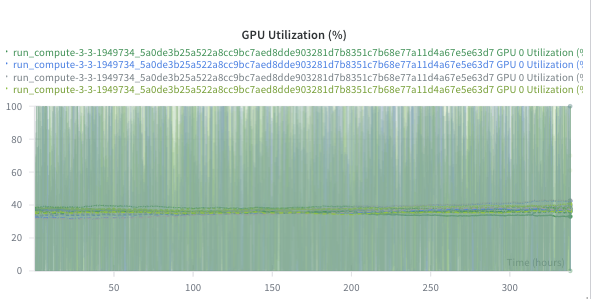 GPU Utilization (%)
run_compute-3-3-1949734_5a0de3b25a522a8cc9bc7aed8dde903281d7b8351c7b68e77a11d4a67e5e63d7 GPU 0 Utilization (%
run_compute-3-3-1949734_5a0de3b25a522a8cc9bc7aed8dde903281d7b8351c7b68e77a11d4a67e5e63d7 GPU 0 Utilization (%
run_compute-3-3-1949734_5a0de3b25a522a8cc9bc7aed8dde903281d7b8351c7b68e77a11d4a67e5e63d7 GPU 0 Utilization (%
run_compute-3-3-1949734_5a0de3b25a522a8cc9bc7aed8dde903281d7b8351c7b68e77a11d4a67e5e63d7 GPU 0 Utilization (%
100
80
60
40
20
0
Time (hours)
50 100 150 200 250 300